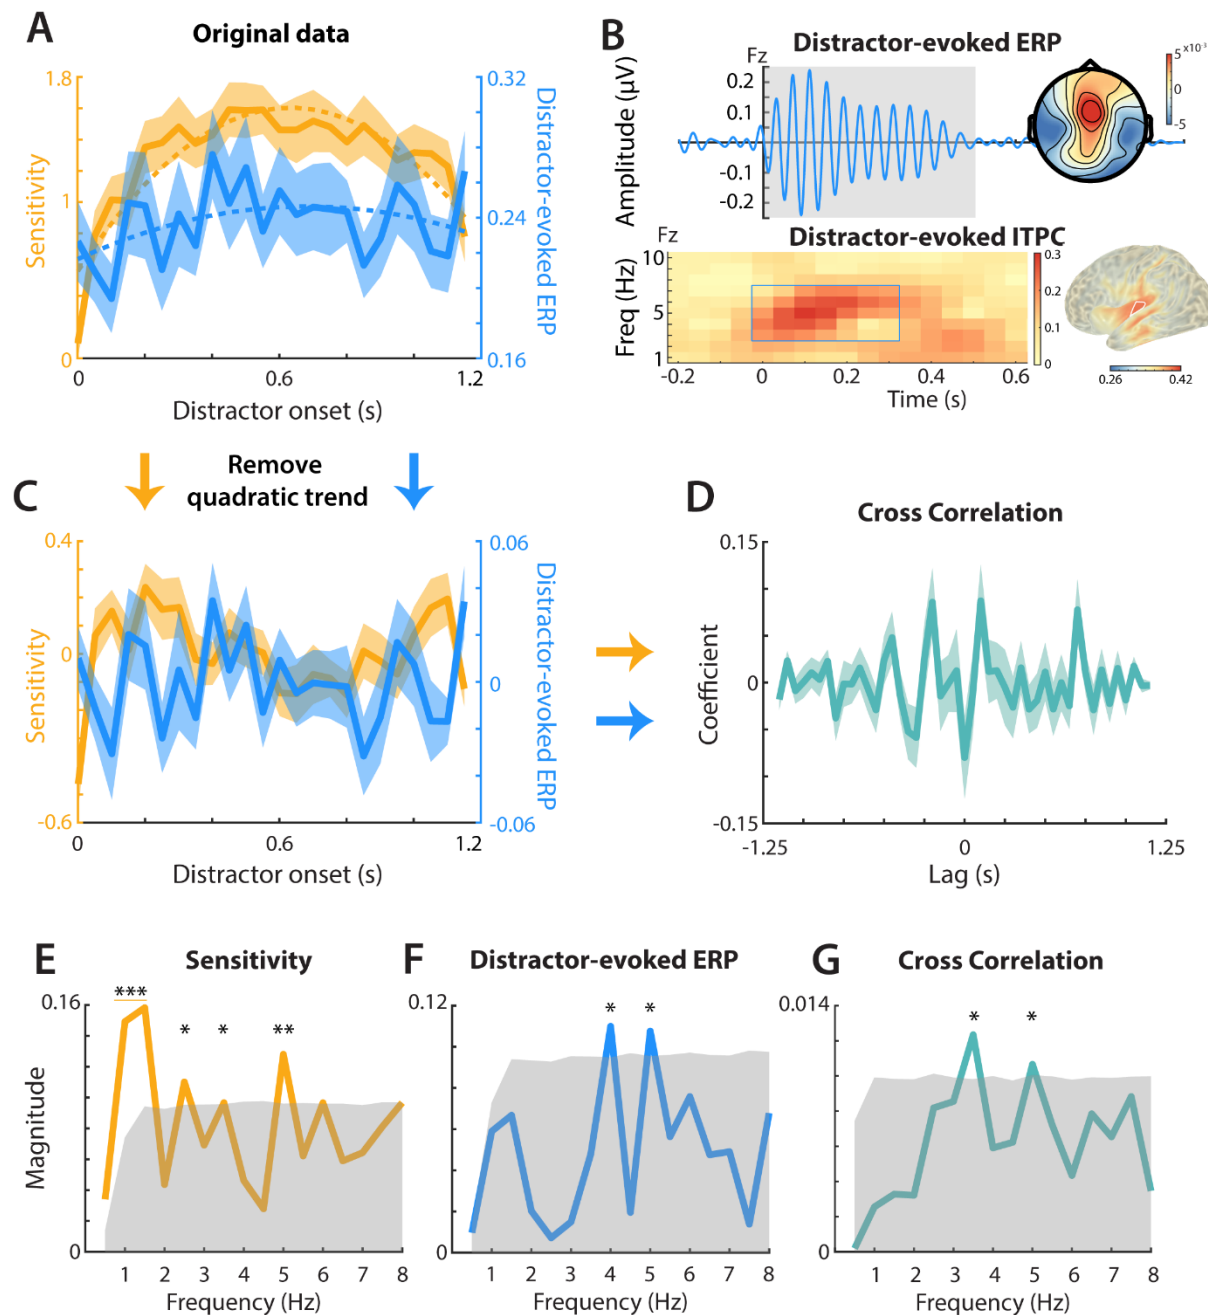 A
Original data
1.8
1
0
Sensitivity
0.32
0.24
0.16
Distractor-evoked ERP
0
0.6
1.2
Distractor onset (s)
B
Distractor-evoked ERP
Fz
0.2
0.1
-0.1
-0.2
Amplitude (μV)
5
x10⁻³
-5
Distractor-evoked ITPC
Fz
10
5
1
Freq (Hz)
-0.2
0
0.2
0.4
0.6
Time (s)
0.3
0.2
0.1
0
0.26
0.42
Remove
quadratic trend
C
0.4
0
-0.6
Sensitivity
0.06
0
-0.06
Distractor-evoked ERP
0
0.6
1.2
Distractor onset (s)
D
Cross Correlation
0.15
0
-0.15
Coefficient
-1.25
0
1.25
Lag (s)
E
Sensitivity
0.16
0
Magnitude
***
*
*
**
1 2 3 4 5 6 7 8
Frequency (Hz)
F
Distractor-evoked ERP
0.12
0
*
*
1 2 3 4 5 6 7 8
Frequency (Hz)
G
Cross Correlation
0.014
0
*
*
1 2 3 4 5 6 7 8
Frequency (Hz)